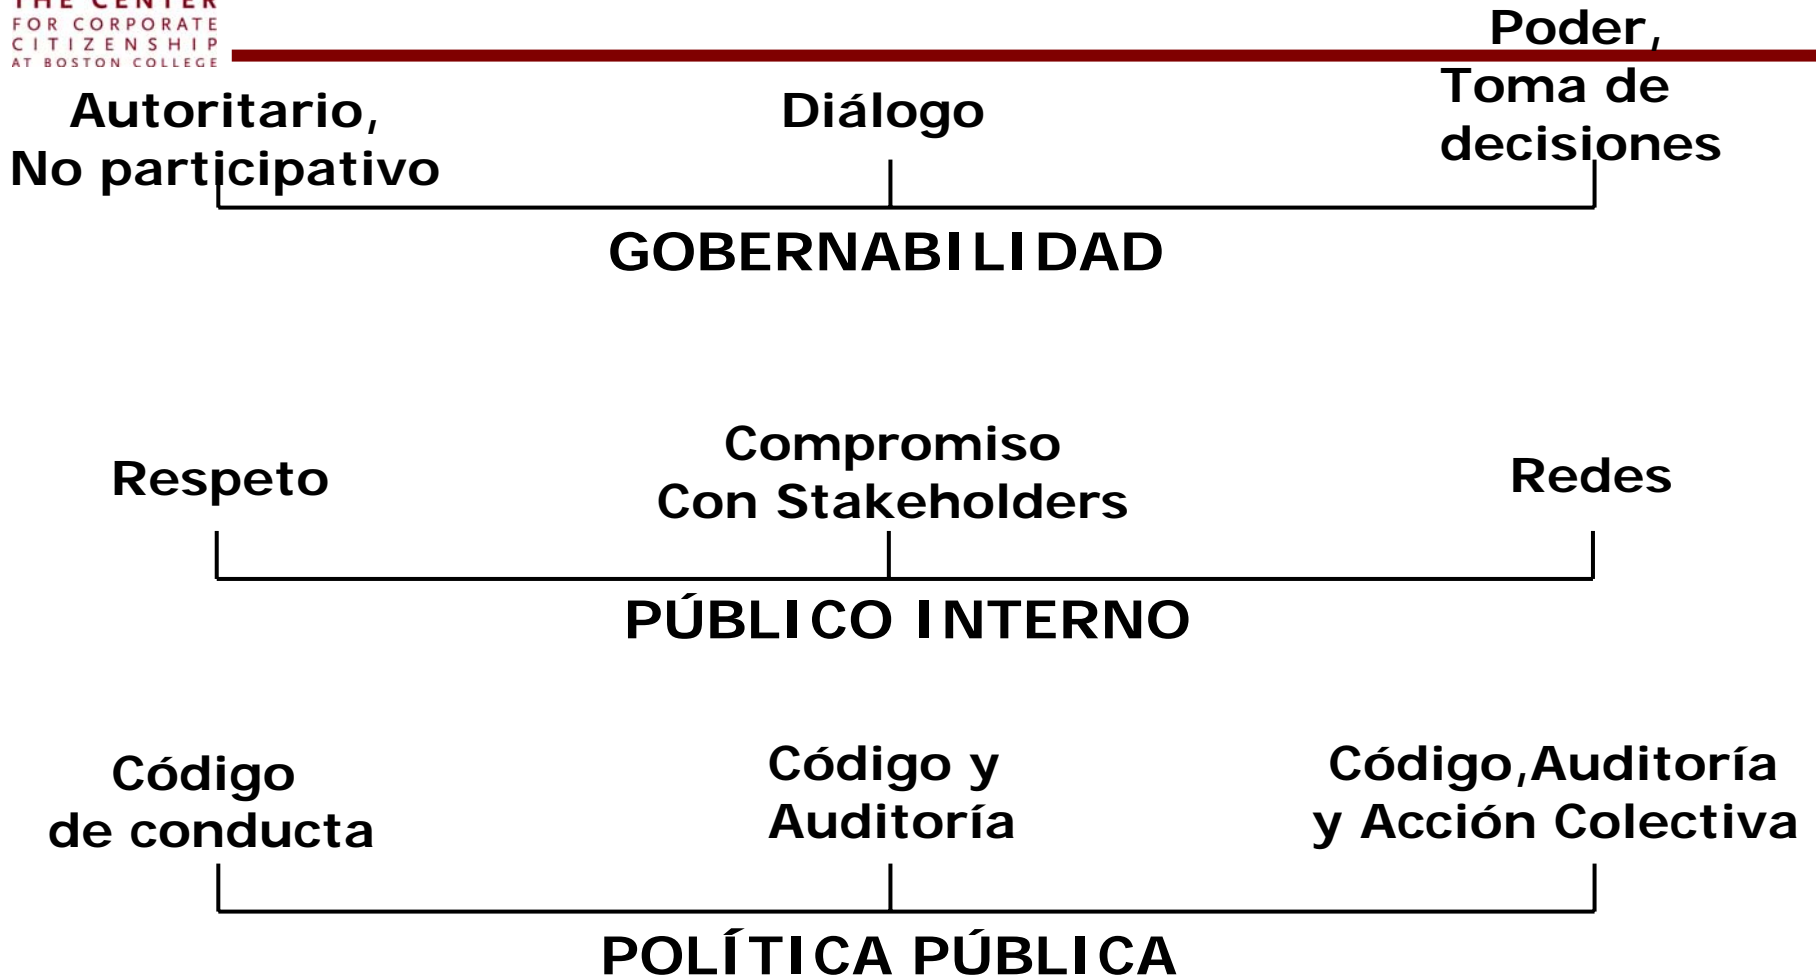 THE CENTER
FOR CORPORATE
CITIZENSHIP
AT BOSTON COLLEGE
Autoritario,
No participativo
Diálogo
Poder,
Toma de
decisiones
GOBERNABILIDAD
Respeto
Compromiso
Con Stakeholders
Redes
PÚBLICO INTERNO
Código
de conducta
Código y
Auditoría
Código,Auditoría
y Acción Colectiva
POLÍTICA PÚBLICA